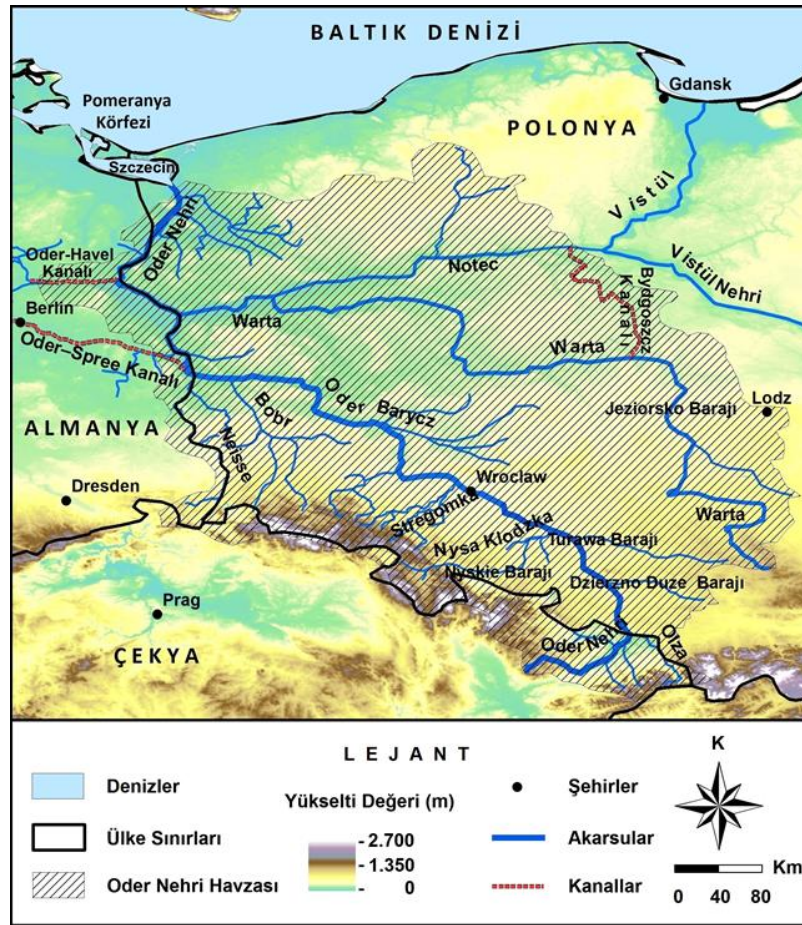 BALTIK DENİZİ
Gdansk
Pomeranya
Körfezi
POLONYA
Szczecin
Vistül
Oder Nehri
Oder-Havel
Kanalı
Notec
Vistül Nehri
Bydgoszcz
Kanalı
Berlin
Warta
Oder–Spree Kanalı
Warta
Oder
Bobr
Barycz
Jeziorsko Barajı
Lodz
ALMANYA
Neisse
Dresden
Wroclaw
Stregomka
Warta
Nysa Klodzka
Turawa Barajı
Nyskie Barajı
Dzierzno Duze Barajı
Prag
Oder Nehri
Olza
ÇEKYA
LEJANT
K
Denizler
Yükselti Değeri (m)
Şehirler
Ülke Sınırları
- 2.700
- 1.350
- 0
Akarsular
Km
Oder Nehri Havzası
Kanallar
0 40 80